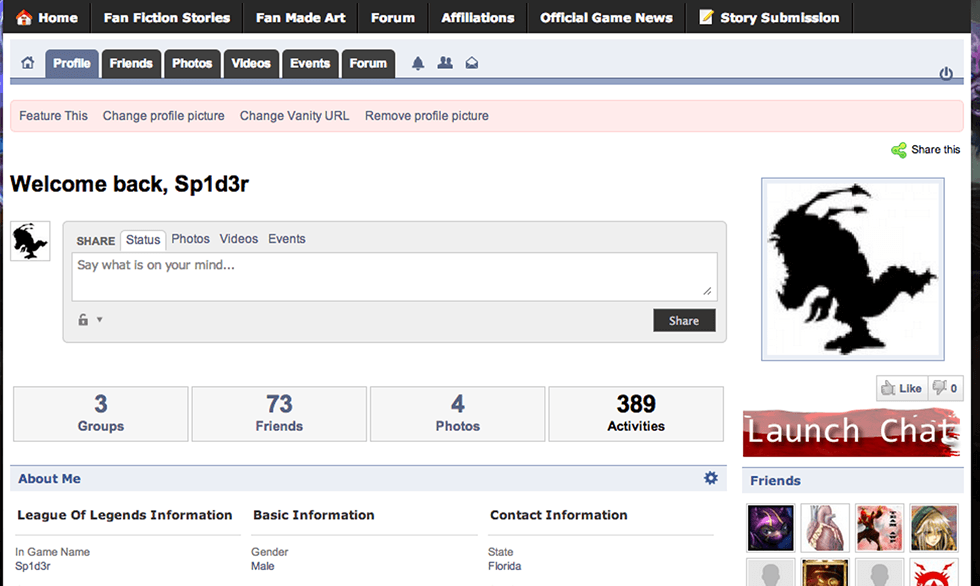 Home Fan Fiction Stories Fan Made Art Forum Affiliations Official Game News Story Submission
Profile Friends Photos Videos Events Forum
Feature This Change profile picture Change Vanity URL Remove profile picture
Share this
Welcome back, Sp1d3r
SHARE Status Photos Videos Events
Say what is on your mind...
Share
3 73 4 389
Groups Friends Photos Activities
Like 0
Launch Chat
About Me
Friends
League Of Legends Information Basic Information Contact Information
In Game Name Gender State
Sp1d3r Male Florida